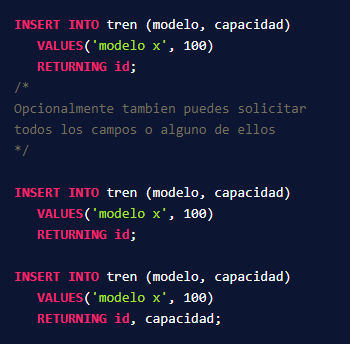 INSERT INTO tren (modelo, capacidad)
VALUES('modelo x', 100)
RETURNING id;
/*
Opcionalmente tambien puedes solicitar
todos los campos o alguno de ellos
*/
INSERT INTO tren (modelo, capacidad)
VALUES('modelo x', 100)
RETURNING id;
INSERT INTO tren (modelo, capacidad)
VALUES('modelo x', 100)
RETURNING id, capacidad;